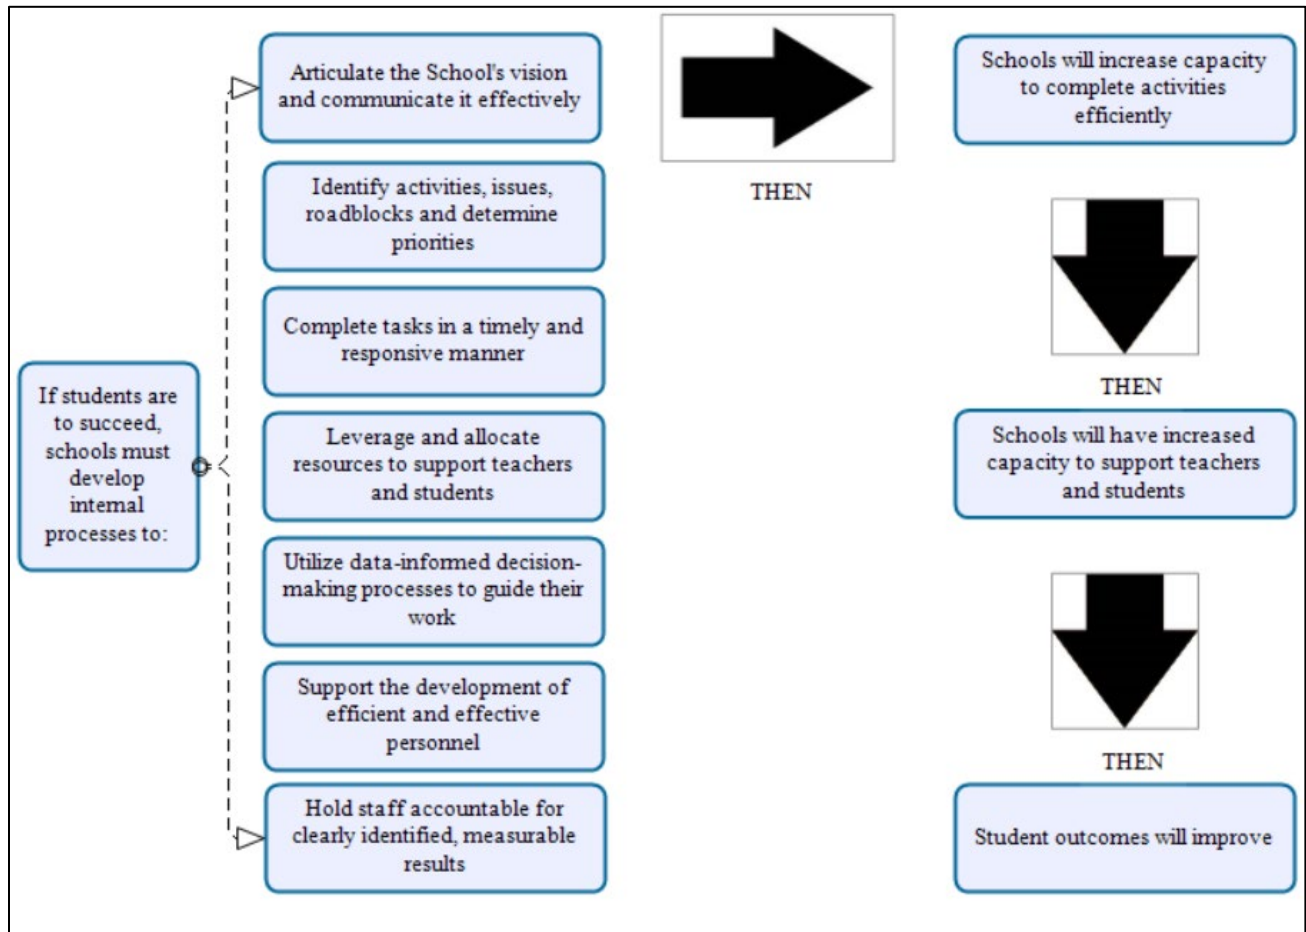 If students are
to succeed,
schools must
develop
internal
processes to:
Articulate the School's vision
and communicate it effectively
Identify activities, issues,
roadblocks and determine
priorities
Complete tasks in a timely and
responsive manner
Leverage and allocate
resources to support teachers
and students
Utilize data-informed decision-
making processes to guide their
work
Support the development of
efficient and effective
personnel
Hold staff accountable for
clearly identified, measurable
results
THEN
Schools will increase capacity
to complete activities
efficiently
THEN
Schools will have increased
capacity to support teachers
and students
THEN
Student outcomes will improve